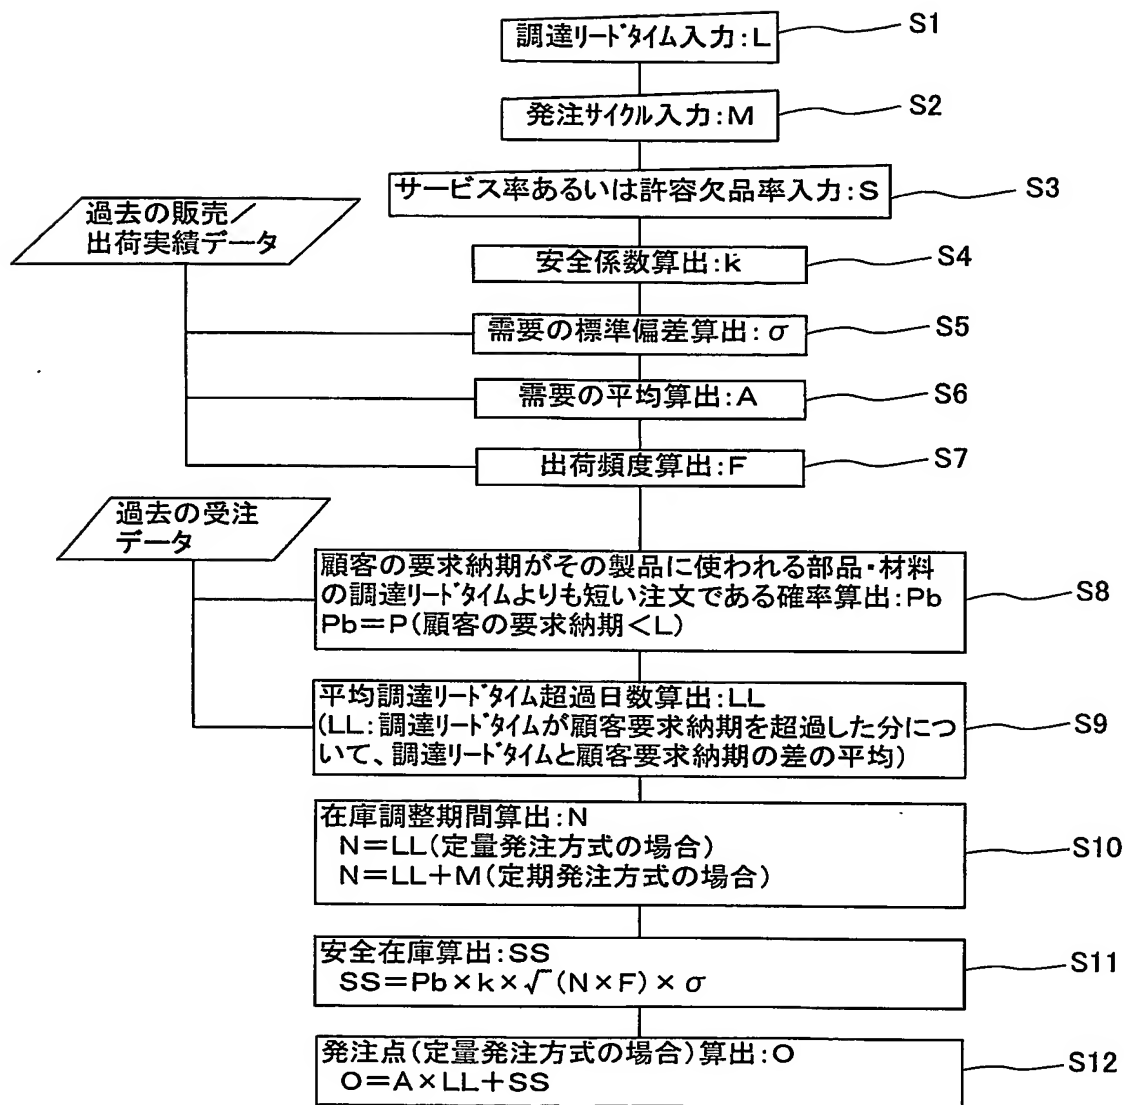 調達リードタイム入力:L
S1
発注サイクル入力:M
S2
サービス率あるいは許容欠品率入力:S
S3
過去の販売/
出荷実績データ
安全係数算出:k
S4
需要の標準偏差算出:σ
S5
需要の平均算出:A
S6
出荷頻度算出:F
S7
過去の受注
データ
顧客の要求納期がその製品に使われる部品・材料
の調達リードタイムよりも短い注文である確率算出:Pb
Pb=P(顧客の要求納期<L)
S8
平均調達リードタイム超過日数算出:LL
(LL:調達リードタイムが顧客要求納期を超過した分につ
いて、調達リードタイムと顧客要求納期の差の平均)
S9
在庫調整期間算出:N
N=LL(定量発注方式の場合)
N=LL+M(定期発注方式の場合)
S10
安全在庫算出:SS
SS=Pb×k×√(N×F)×σ
S11
発注点(定量発注方式の場合)算出:O
O=A×LL+SS
S12